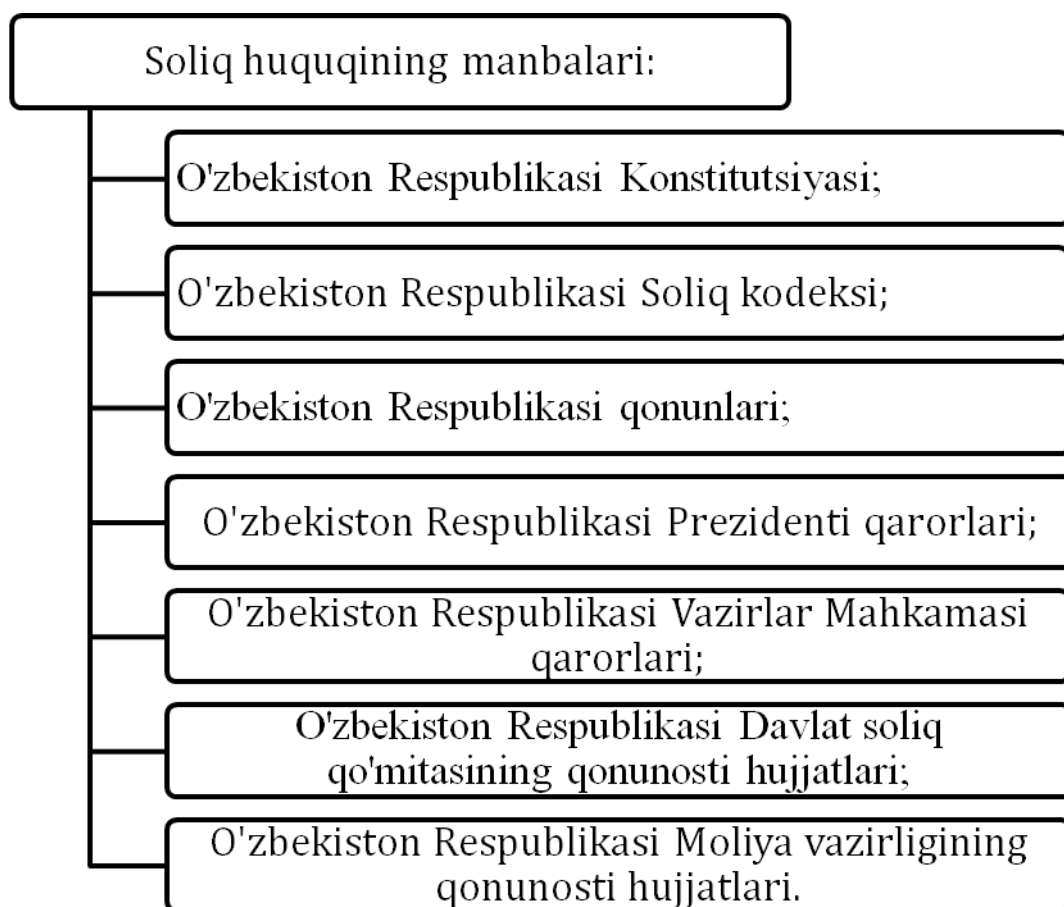 Soliq huquqining manbalari:
O'zbekiston Respublikasi Konstitutsiyasi;
O'zbekiston Respublikasi Soliq kodeksi;
O'zbekiston Respublikasi qonunlari;
O'zbekiston Respublikasi Prezidenti qarorlari;
O'zbekiston Respublikasi Vazirlar Mahkamasi
qarorlari;
O'zbekiston Respublikasi Davlat soliq
qo'mitasining qonunosti hujjatlari;
O'zbekiston Respublikasi Moliya vazirligining
qonunosti hujjatlari.